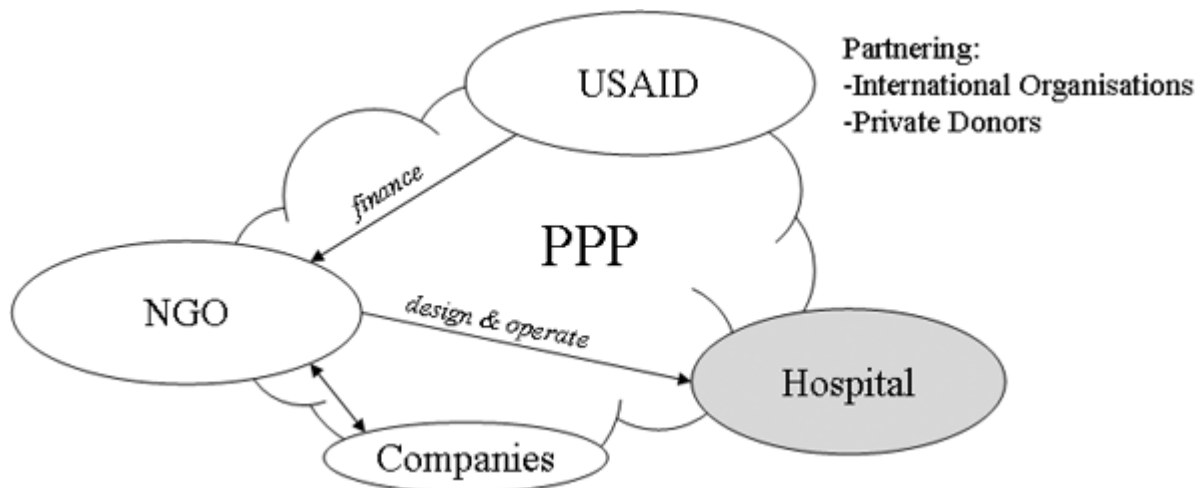 USAID
Partnering:
-International Organisations
-Private Donors
finance
PPP
NGO
design & operate
Hospital
Companies